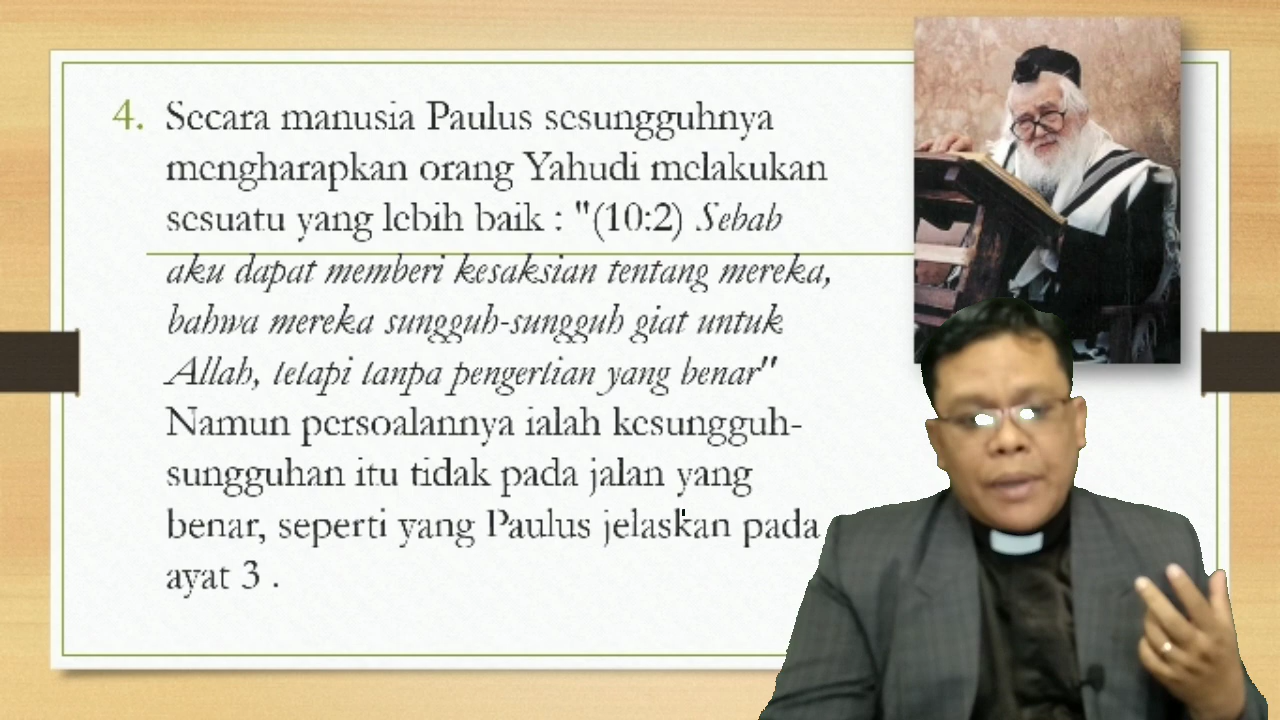 4. Secara manusia Paulus sesungguhnya
mengharapkan orang Yahudi melakukan
sesuatu yang lebih baik : "(10:2) Sebab
aku dapat memberi kesaksian tentang mereka,
bahwa mereka sungguh-sungguh giat untuk
Allah, tetapi tanpa pengertian yang benar"
Namun persoalannya ialah kesungguh-
sungguhan itu tidak pada jalan yang
benar, seperti yang Paulus jelaskan pada
ayat 3 .